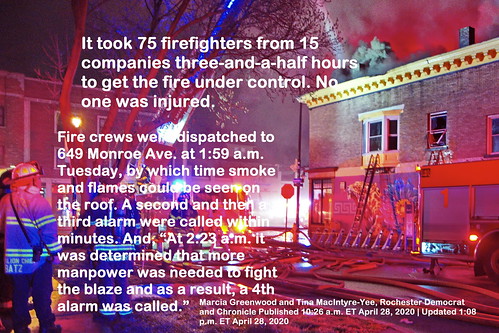 It took 75 firefighters from 15
companies three-and-a-half hours
to get the fire under control. No
one was injured.
Fire crews were dispatched to
649 Monroe Ave. at 1:59 a.m.
Tuesday, by which time smoke
and flames could be seen on
the roof. A second and then a
third alarm were called within
minutes. And, “At 2:23 a.m. it
was determined that more
manpower was needed to fight
the blaze and as a result, a 4th
alarm was called.”
Marcia Greenwood and Tina MacIntyre-Yee, Rochester Democrat
and Chronicle Published 10:26 a.m. ET April 28, 2020 | Updated 1:08
p.m. ET April 28, 2020
BATZ